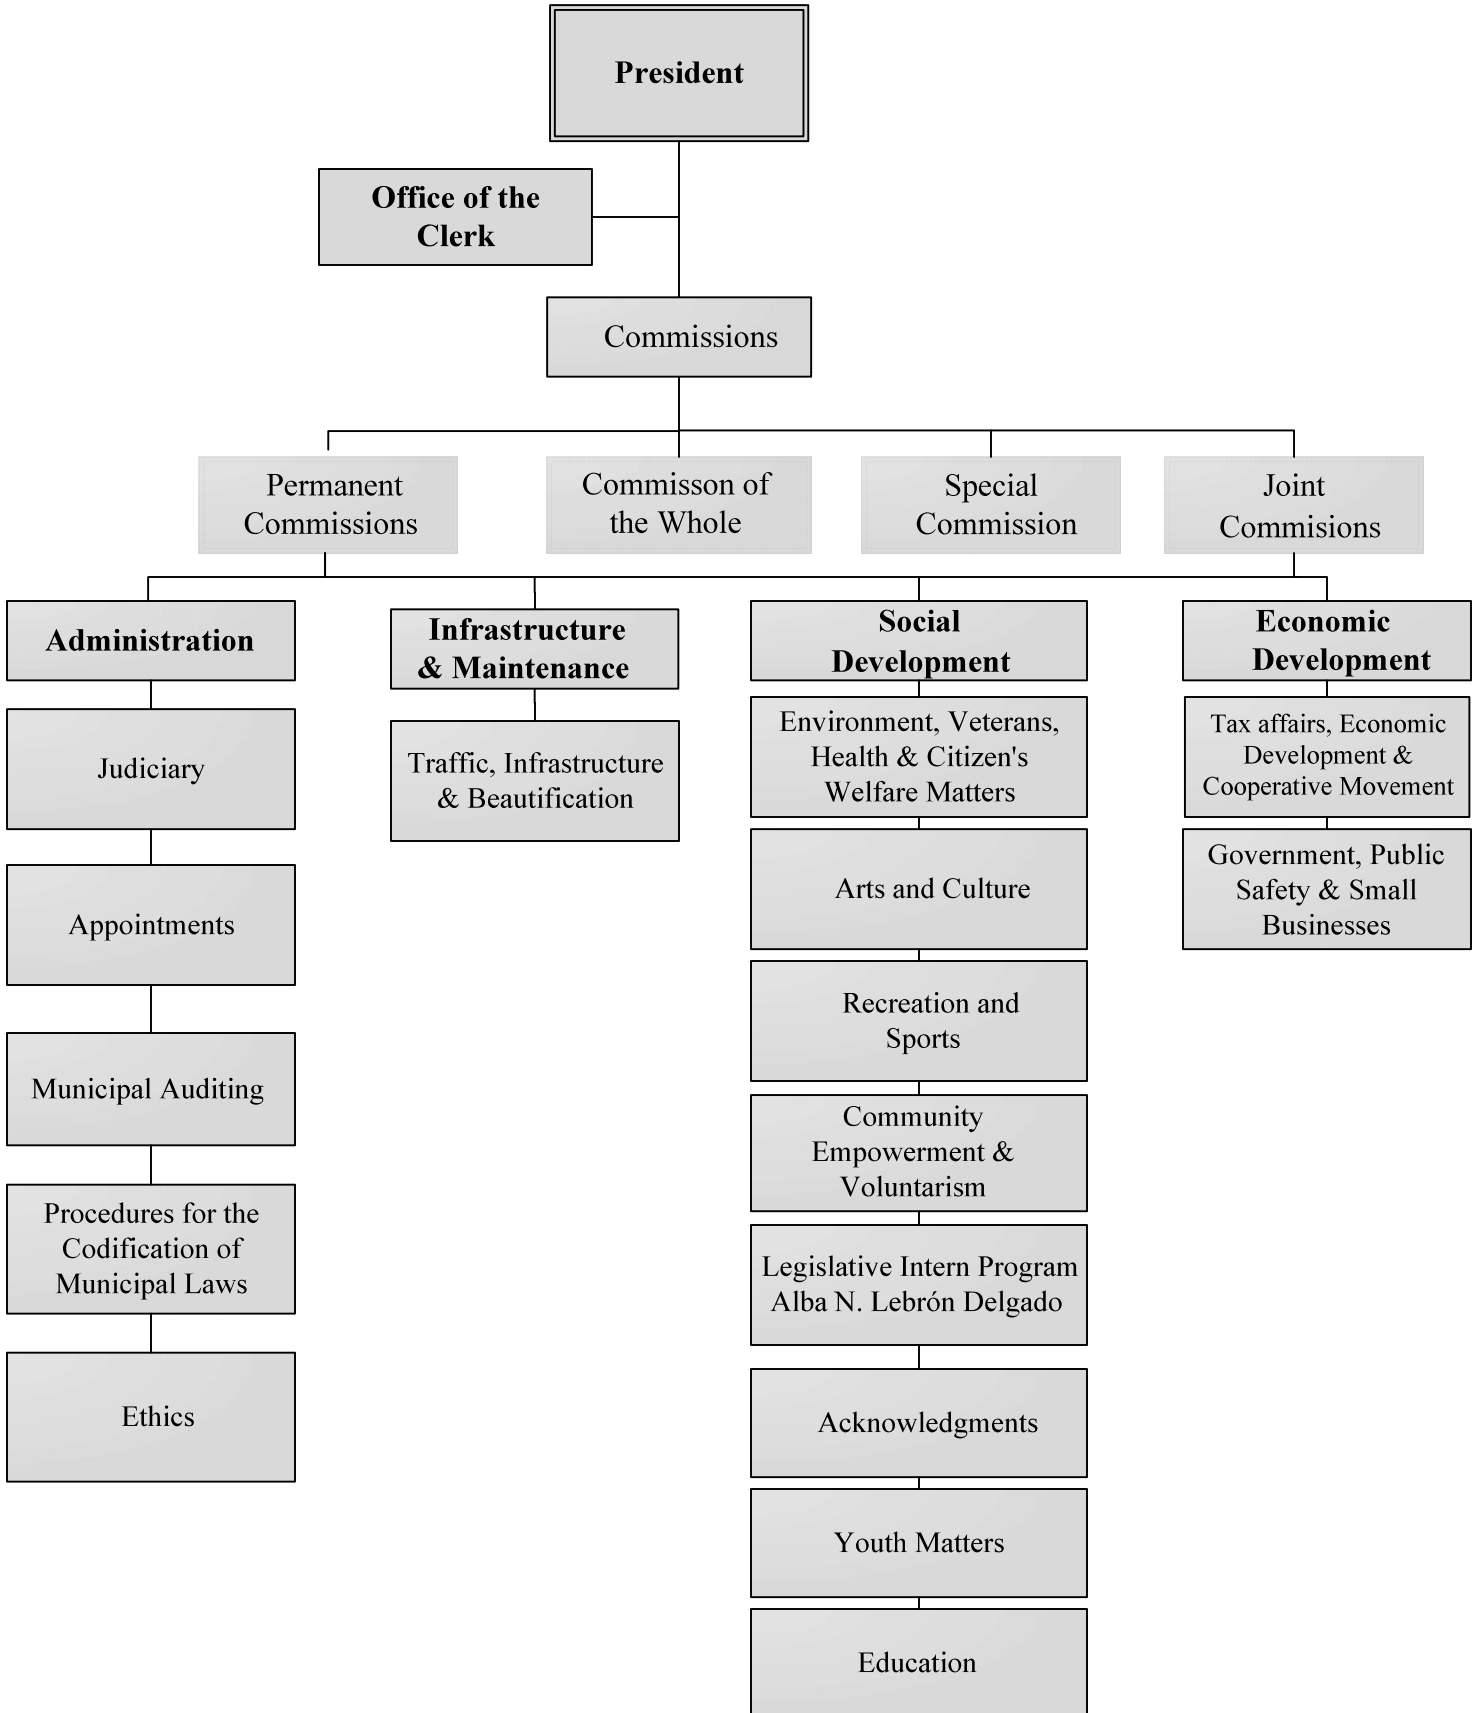 President
Office of the
Clerk
Commissions
Permanent
Commissions
Commisson of
the Whole
Special
Commission
Joint
Commisions
Administration
Infrastructure
& Maintenance
Social
Development
Economic
Development
Judiciary
Appointments
Municipal Auditing
Procedures for the
Codification of
Municipal Laws
Ethics
Traffic, Infrastructure
& Beautification
Environment, Veterans,
Health & Citizen's
Welfare Matters
Arts and Culture
Recreation and
Sports
Community
Empowerment &
Voluntarism
Legislative Intern Program
Alba N. Lebrón Delgado
Acknowledgments
Youth Matters
Education
Tax affairs, Economic
Development &
Cooperative Movement
Government, Public
Safety & Small
Businesses